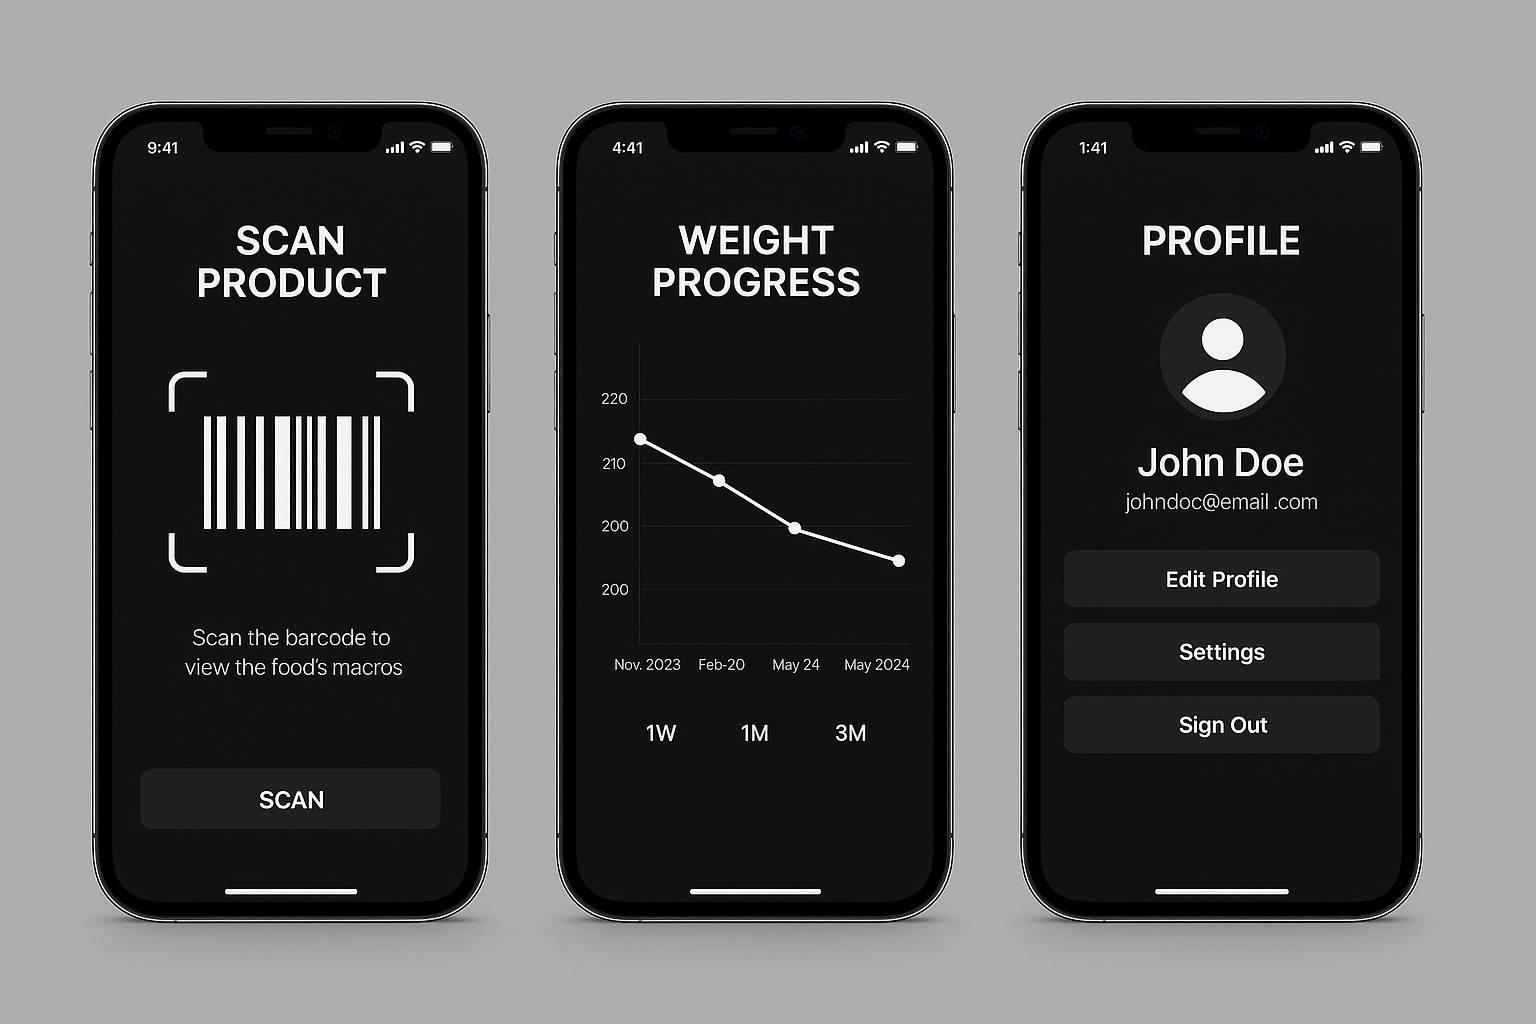 9:41
SCAN
PRODUCT
Scan the barcode to
view the food's macros
SCAN
4:41
WEIGHT
PROGRESS
220
210
200
200
Nov. 2023 Feb-20 May 24 May 2024
1W 1M 3M
1:41
PROFILE
John Doe
johndoc@email.com
Edit Profile
Settings
Sign Out